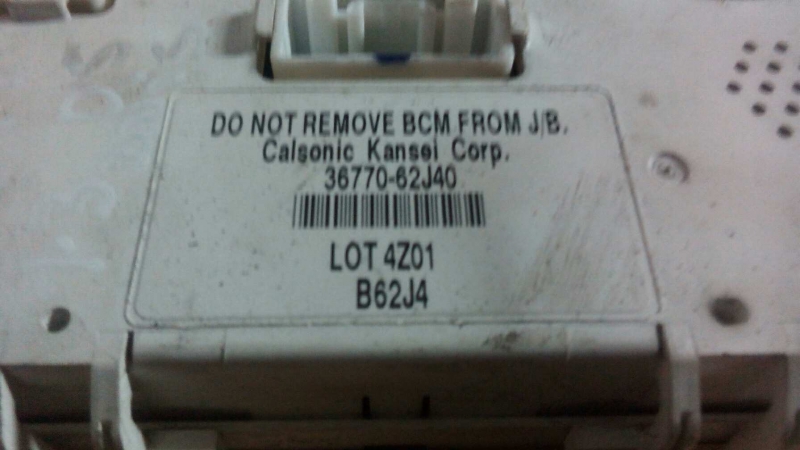 DO NOT REMOVE BCM FROM J/B.
Calsonic Kansei Corp.
36770-62J40
LOT 4Z01
B62J4